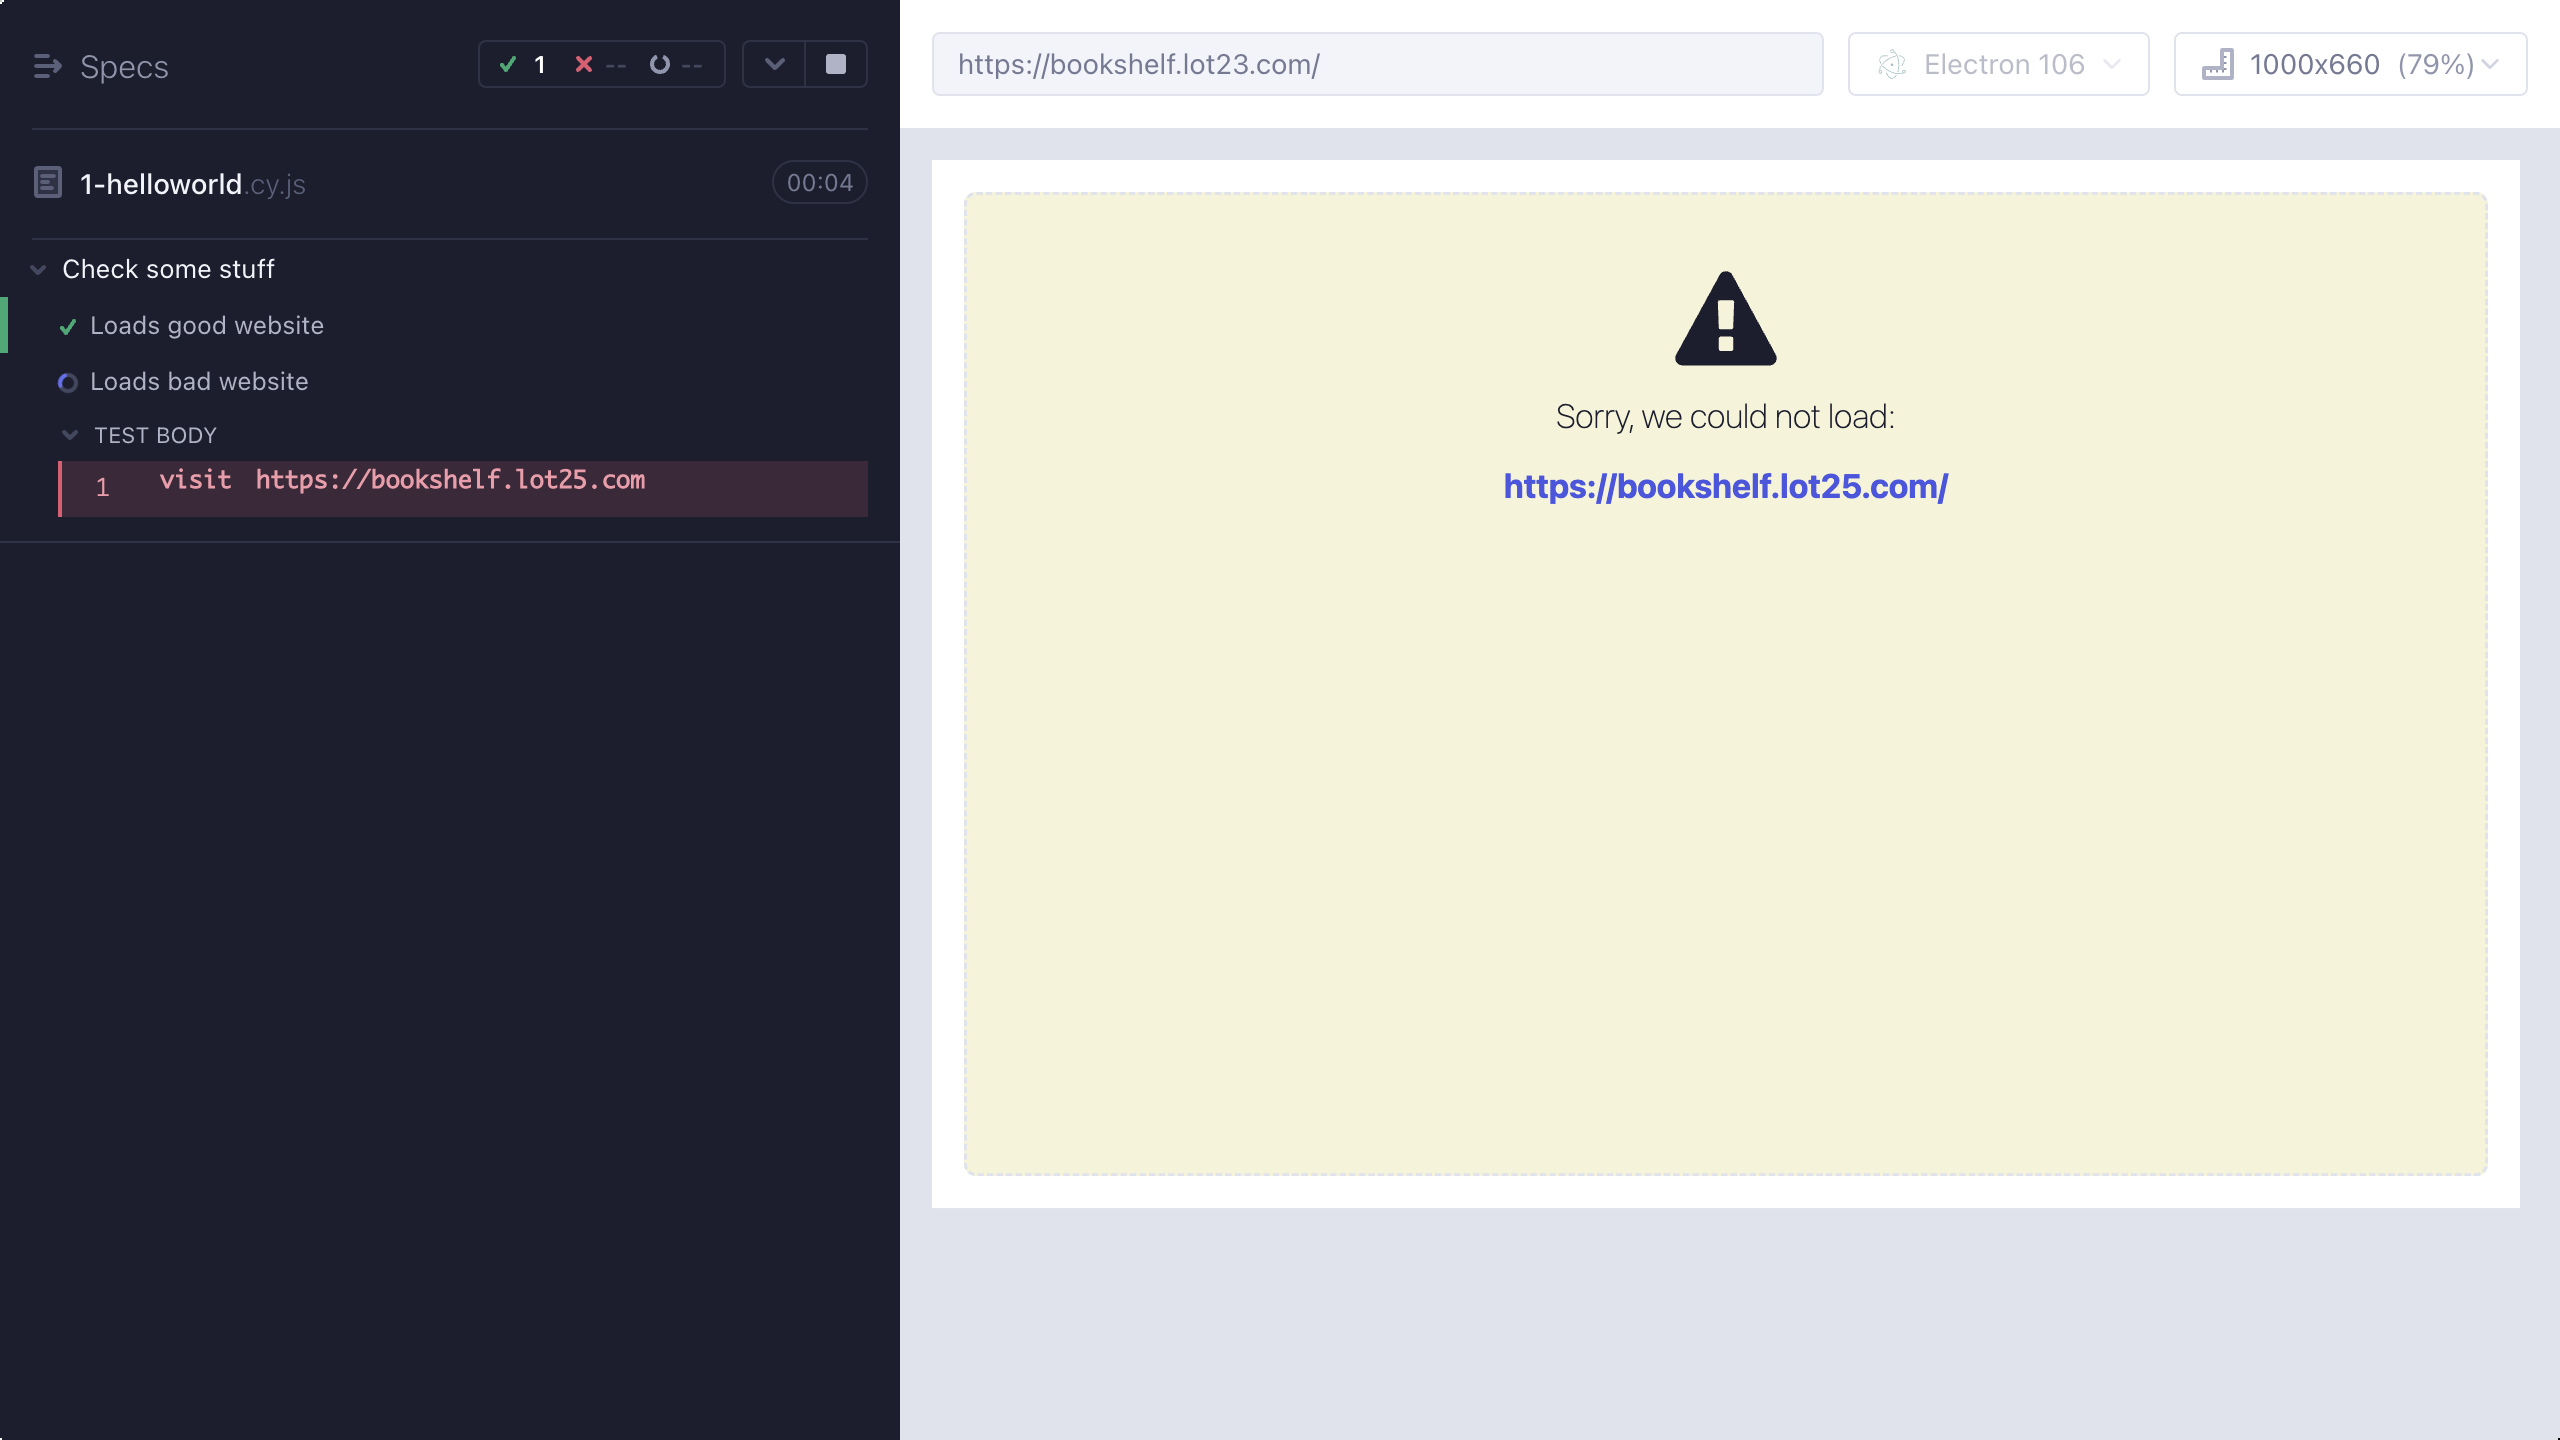 Specs
1 -- --
1-helloworld.cy.js 00:04
Check some stuff
Loads good website
Loads bad website
TEST BODY
1 visit https://bookshelf.lot25.com
https://bookshelf.lot23.com/ Electron 106 1000x660 (79%)
Sorry, we could not load:
https://bookshelf.lot25.com/